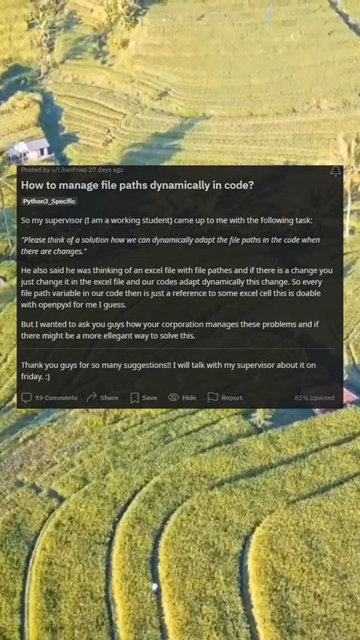 Posted by u/LiberFriso 27 days ago
How to manage file paths dynamically in code?
Python3_Specific
So my supervisor (I am a working student) came up to me with the following task:
"Please think of a solution how we can dynamically adapt the file paths in the code when
there are changes."
He also said he was thinking of an excel file with file pathes and if there is a change you
just change it in the excel file and our codes adapt dynamically this change. So every
file path variable in our code then is just a reference to some excel cell this is doable
with openpyxl for me I guess.
But I wanted to ask you guys how your corporation manages these problems and if
there might be a more ellegant way to solve this.
Thank you guys for so many suggestions!! I will talk with my supervisor about it on
friday. :)
19 Comments Share Save Hide Report 83% Upvoted